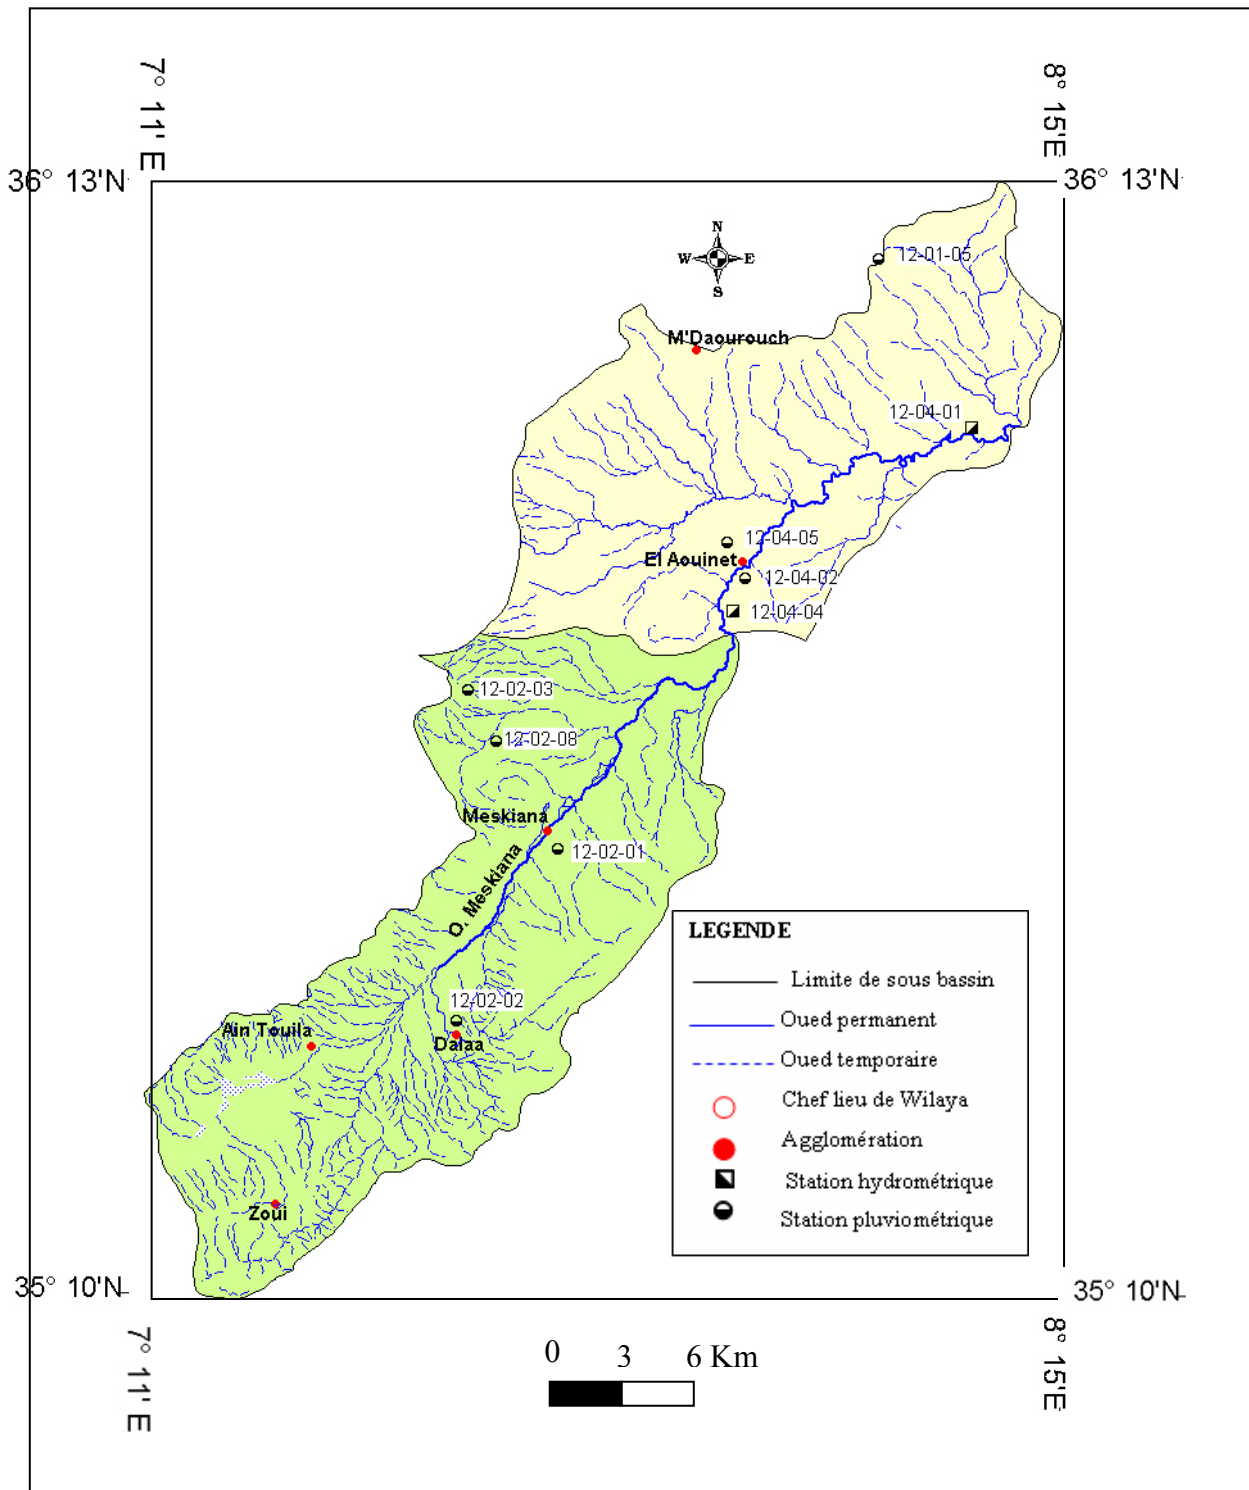 7° 11' E
8° 15'E
36° 13'N
36° 13'N
N
W E
S
12-01-05
M'Daourouch
12-04-01
12-04-05
El Aouinet
12-04-02
12-04-04
12-02-03
12-02-08
Meskiana
12-02-01
O. Meskiana
12-02-02
Ain Touila
Dalaa
Zoui
LEGENDE
Limite de sous bassin
Oued permanent
Oued temporaire
Chef lieu de Wilaya
Agglomération
Station hydrométrique
Station pluviométrique
35° 10'N
35° 10'N
7° 11' E
8° 15'E
0 3 6 Km